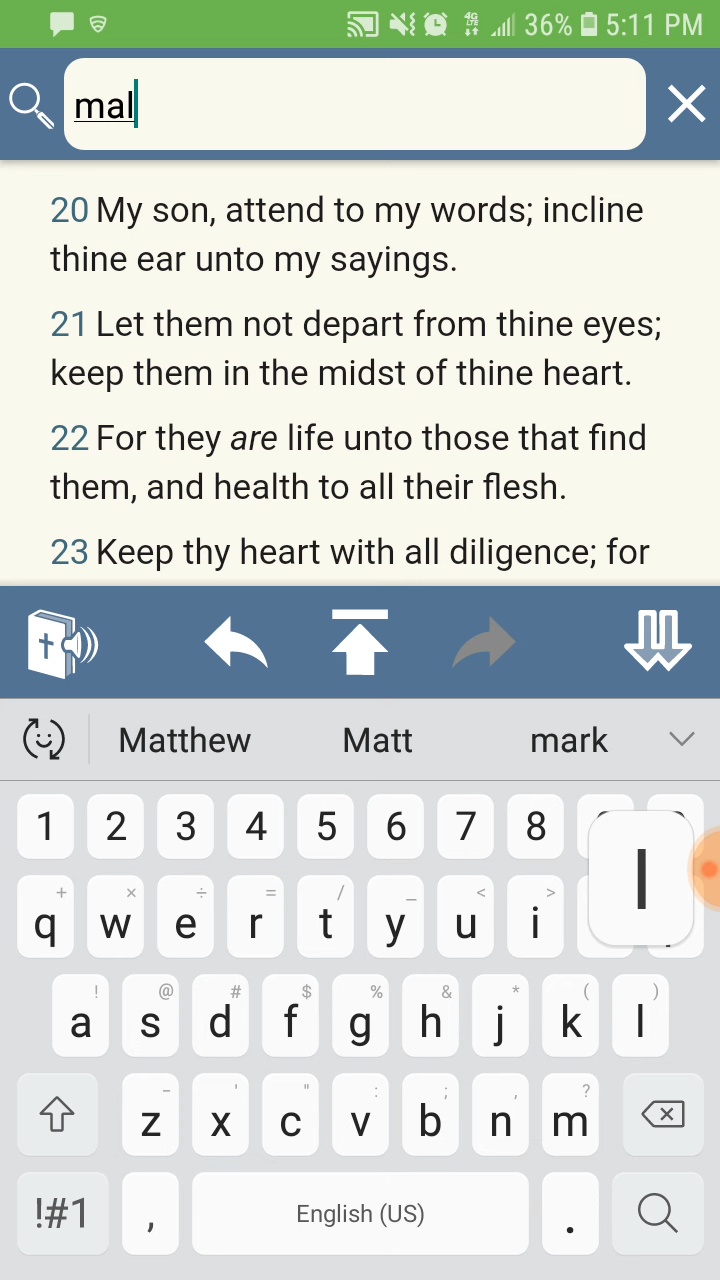 4G LTE 36% 5:11 PM
mal
20 My son, attend to my words; incline
thine ear unto my sayings.
21 Let them not depart from thine eyes;
keep them in the midst of thine heart.
22 For they are life unto those that find
them, and health to all their flesh.
23 Keep thy heart with all diligence; for
Matthew Matt mark
1 2 3 4 5 6 7 8
l
+ × ÷ = / _ < >
q w e r t y u i
! @ # $ % & * ( )
a s d f g h j k l
- ' " : ; , ?
z x c v b n m
!#1 , English (US) .